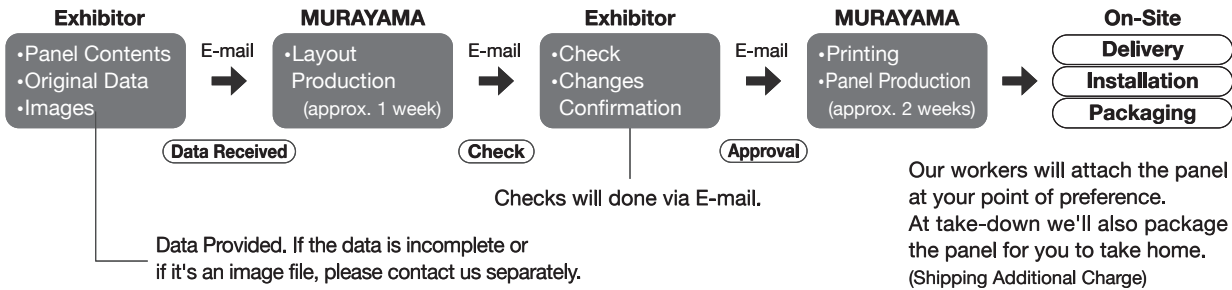 Exhibitor
•Panel Contents
•Original Data
•Images
E-mail
Data Received
MURAYAMA
•Layout
Production
(approx. 1 week)
E-mail
Check
Exhibitor
•Check
•Changes
Confirmation
E-mail
Approval
MURAYAMA
•Printing
•Panel Production
(approx. 2 weeks)
On-Site
Delivery
Installation
Packaging
Checks will done via E-mail.
Data Provided. If the data is incomplete or
if it's an image file, please contact us separately.
Our workers will attach the panel
at your point of preference.
At take-down we'll also package
the panel for you to take home.
(Shipping Additional Charge)